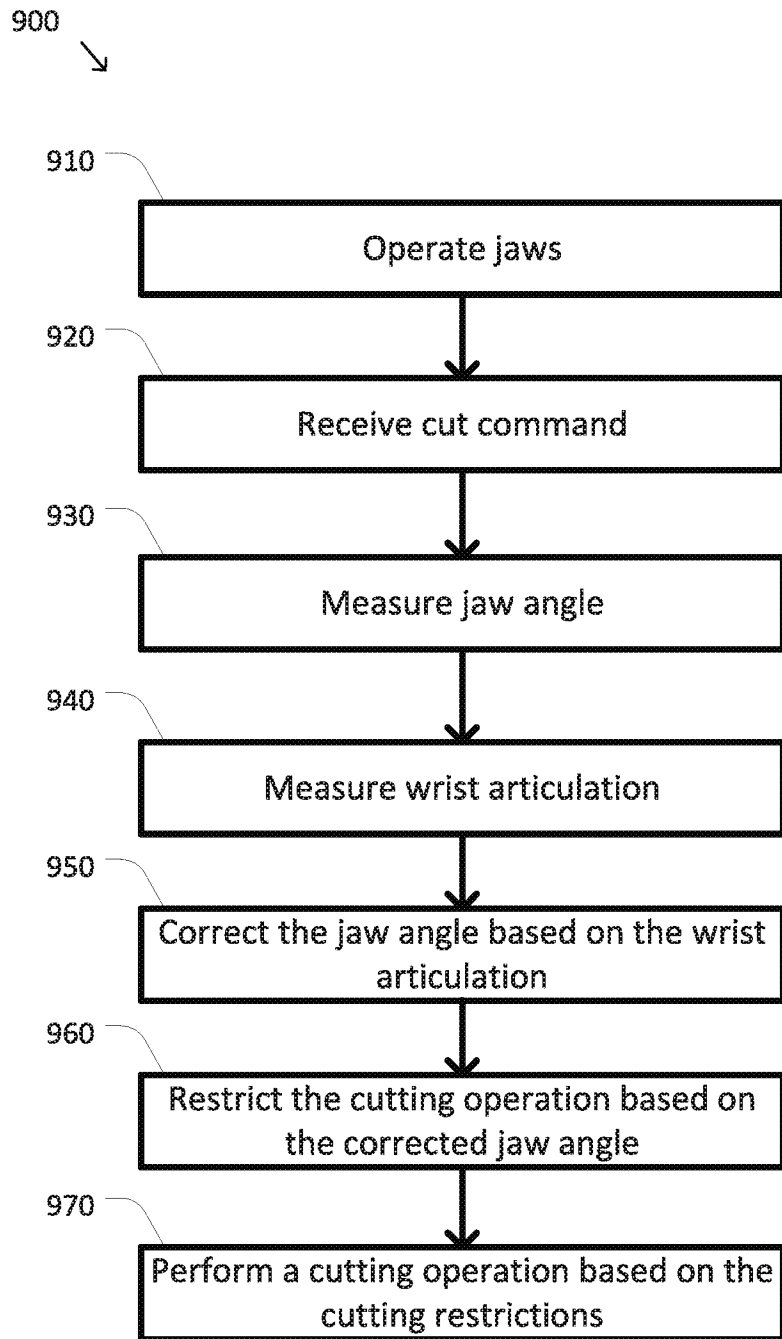 900
910
Operate jaws
920
Receive cut command
930
Measure jaw angle
940
Measure wrist articulation
950
Correct the jaw angle based on the wrist
articulation
960
Restrict the cutting operation based on
the corrected jaw angle
970
Perform a cutting operation based on the
cutting restrictions